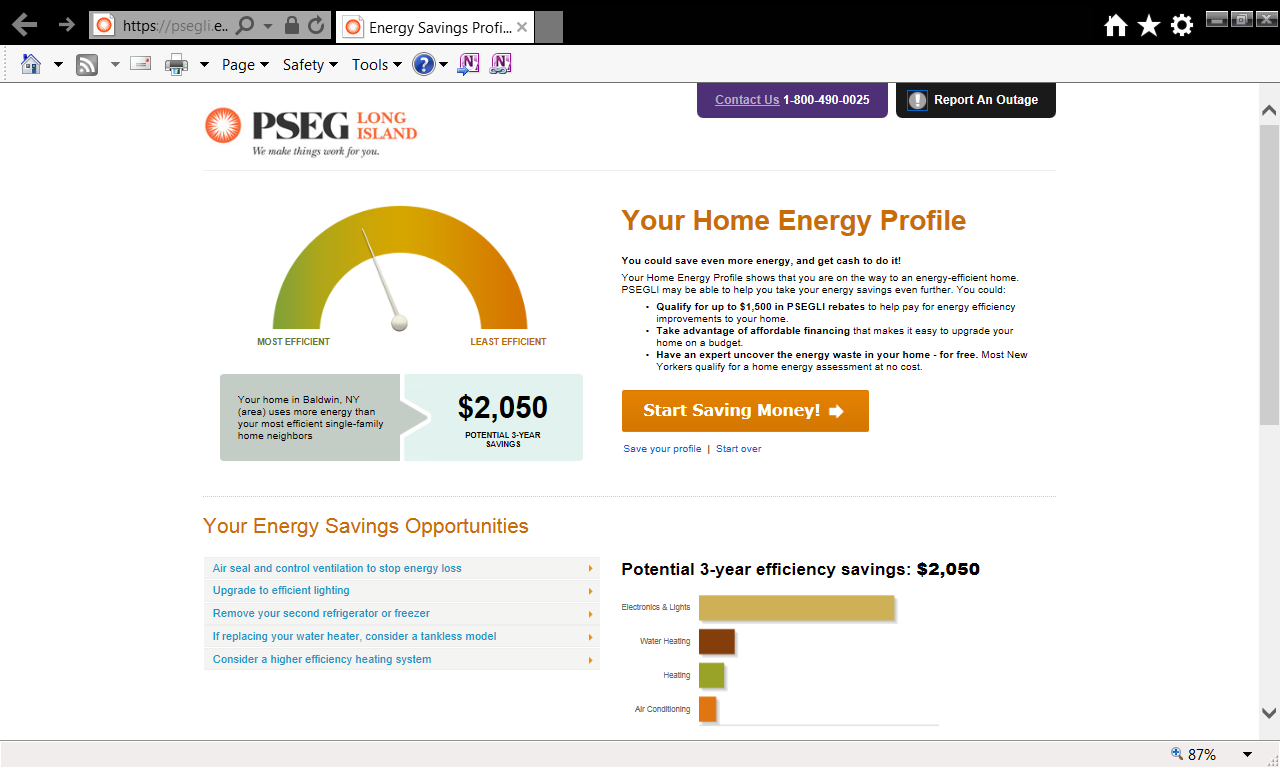 https://psegli.e..
Energy Savings Profi...
Page
Safety
Tools
Contact Us 1-800-490-0025
Report An Outage
PSEG LONG ISLAND
We make things work for you.
MOST EFFICIENT
LEAST EFFICIENT
Your home in Baldwin, NY
(area) uses more energy than
your most efficient single-family
home neighbors
$2,050
POTENTIAL 3-YEAR
SAVINGS
Your Home Energy Profile
You could save even more energy, and get cash to do it!
Your Home Energy Profile shows that you are on the way to an energy-efficient home.
PSEGLI may be able to help you take your energy savings even further. You could:
• Qualify for up to $1,500 in PSEGLI rebates to help pay for energy efficiency
improvements to your home.
• Take advantage of affordable financing that makes it easy to upgrade your
home on a budget.
• Have an expert uncover the energy waste in your home - for free. Most New
Yorkers qualify for a home energy assessment at no cost.
Start Saving Money!
Save your profile | Start over
Your Energy Savings Opportunities
Air seal and control ventilation to stop energy loss
Upgrade to efficient lighting
Remove your second refrigerator or freezer
If replacing your water heater, consider a tankless model
Consider a higher efficiency heating system
Potential 3-year efficiency savings: $2,050
Electronics & Lights
Water Heating
Heating
Air Conditioning
87%